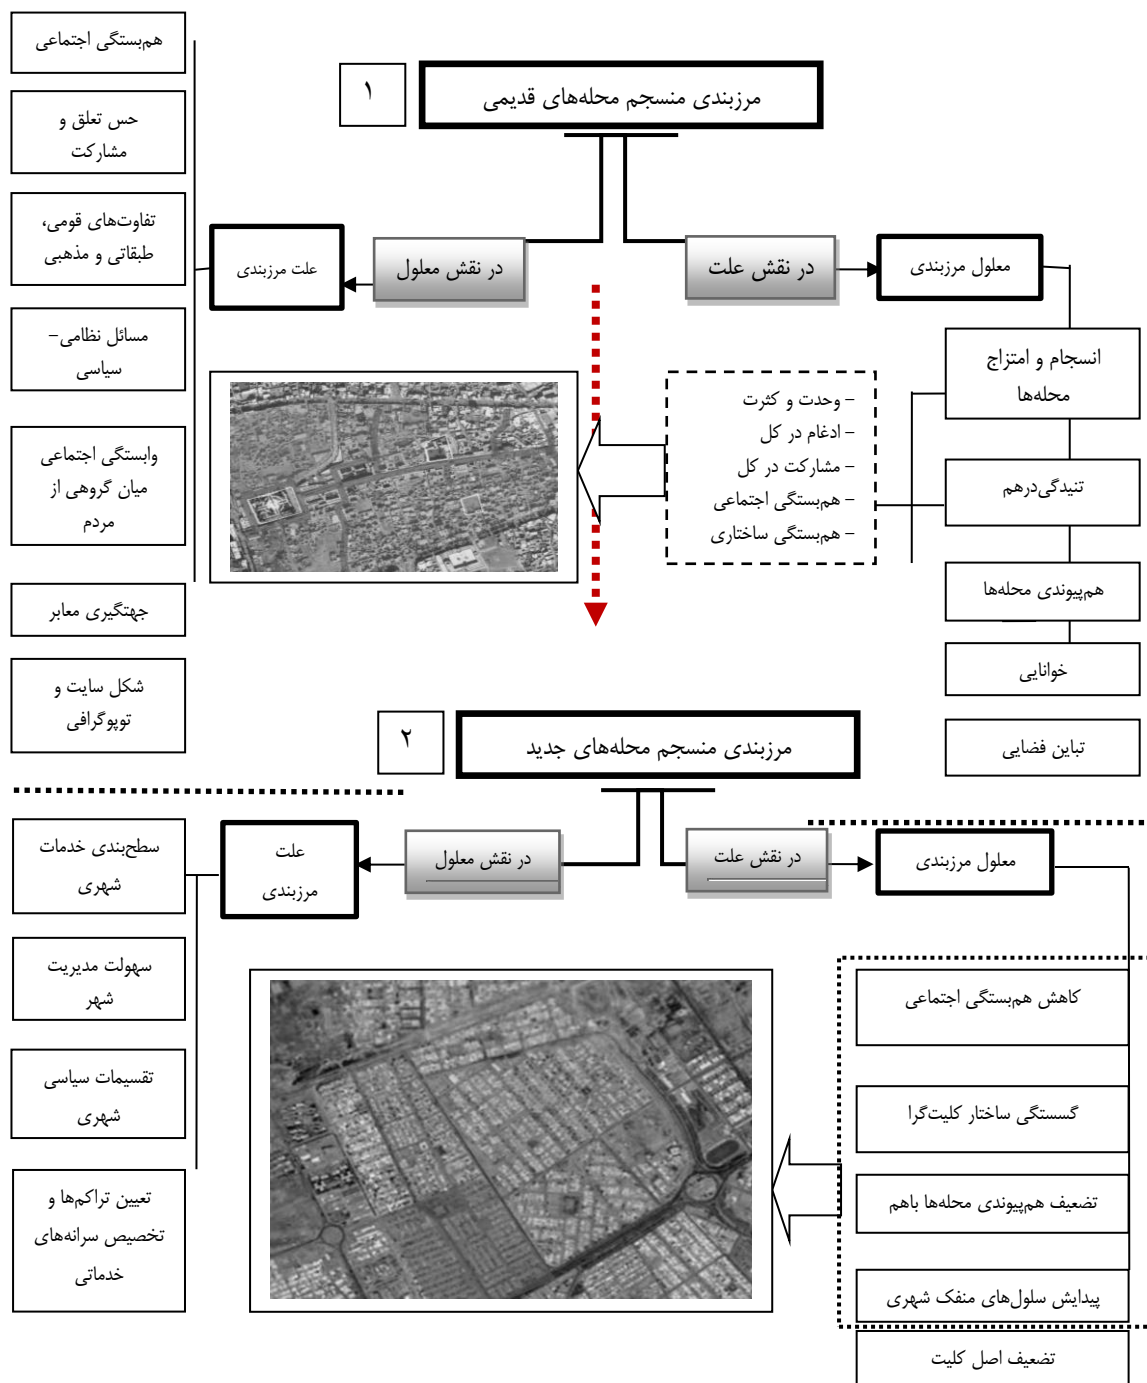 هم‌بستگی اجتماعی
حس تعلق و
مشارکت
تفاوت‌های قومی،
طبقاتی و مذهبی
مسائل نظامی–
سیاسی
وابستگی اجتماعی
میان گروهی از
مردم
جهتگیری معابر
شکل سایت و
توپوگرافی
۱
مرزبندی منسجم محله‌های قدیمی
علت مرزبندی
در نقش معلول
در نقش علت
معلول مرزبندی
انسجام و امتزاج
محله‌ها
تنیدگی‌درهم
هم‌پیوندی محله‌ها
خوانایی
تباین فضایی
– وحدت و کثرت
– ادغام در کل
– مشارکت در کل
– هم‌بستگی اجتماعی
– هم‌بستگی ساختاری
۲
مرزبندی منسجم محله‌های جدید
سطح‌بندی خدمات
شهری
سهولت مدیریت
شهر
تقسیمات سیاسی
شهری
تعیین تراکم‌ها و
تخصیص سرانه‌های
خدماتی
علت
مرزبندی
در نقش معلول
در نقش علت
معلول مرزبندی
کاهش هم‌بستگی اجتماعی
گسستگی ساختار کلیت‌گرا
تضعیف هم‌پیوندی محله‌ها باهم
پیدایش سلول‌های منفک شهری
تضعیف اصل کلیت